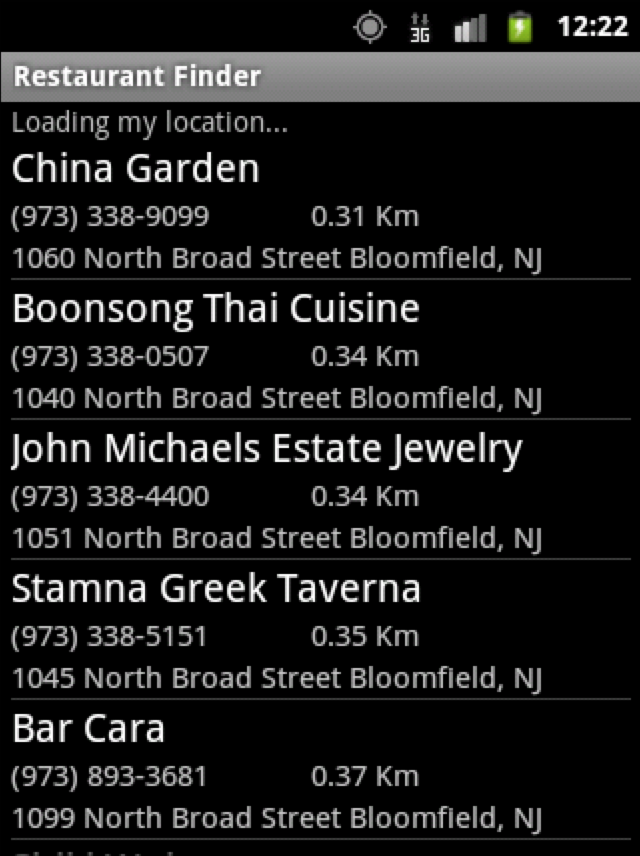 3G 12:22
Restaurant Finder
Loading my location...
China Garden
(973) 338-9099 0.31 Km
1060 North Broad Street Bloomfield, NJ
Boonsong Thai Cuisine
(973) 338-0507 0.34 Km
1040 North Broad Street Bloomfield, NJ
John Michaels Estate Jewelry
(973) 338-4400 0.34 Km
1051 North Broad Street Bloomfield, NJ
Stamna Greek Taverna
(973) 338-5151 0.35 Km
1045 North Broad Street Bloomfield, NJ
Bar Cara
(973) 893-3681 0.37 Km
1099 North Broad Street Bloomfield, NJ